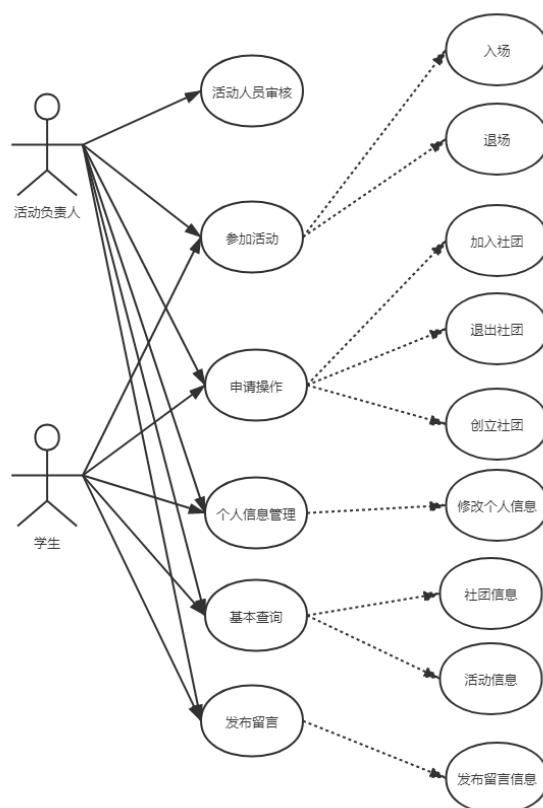 入场
活动人员审核
退场
活动负责人
参加活动
加入社团
退出社团
申请操作
创立社团
修改个人信息
个人信息管理
学生
社团信息
基本查询
活动信息
发布留言
发布留言信息